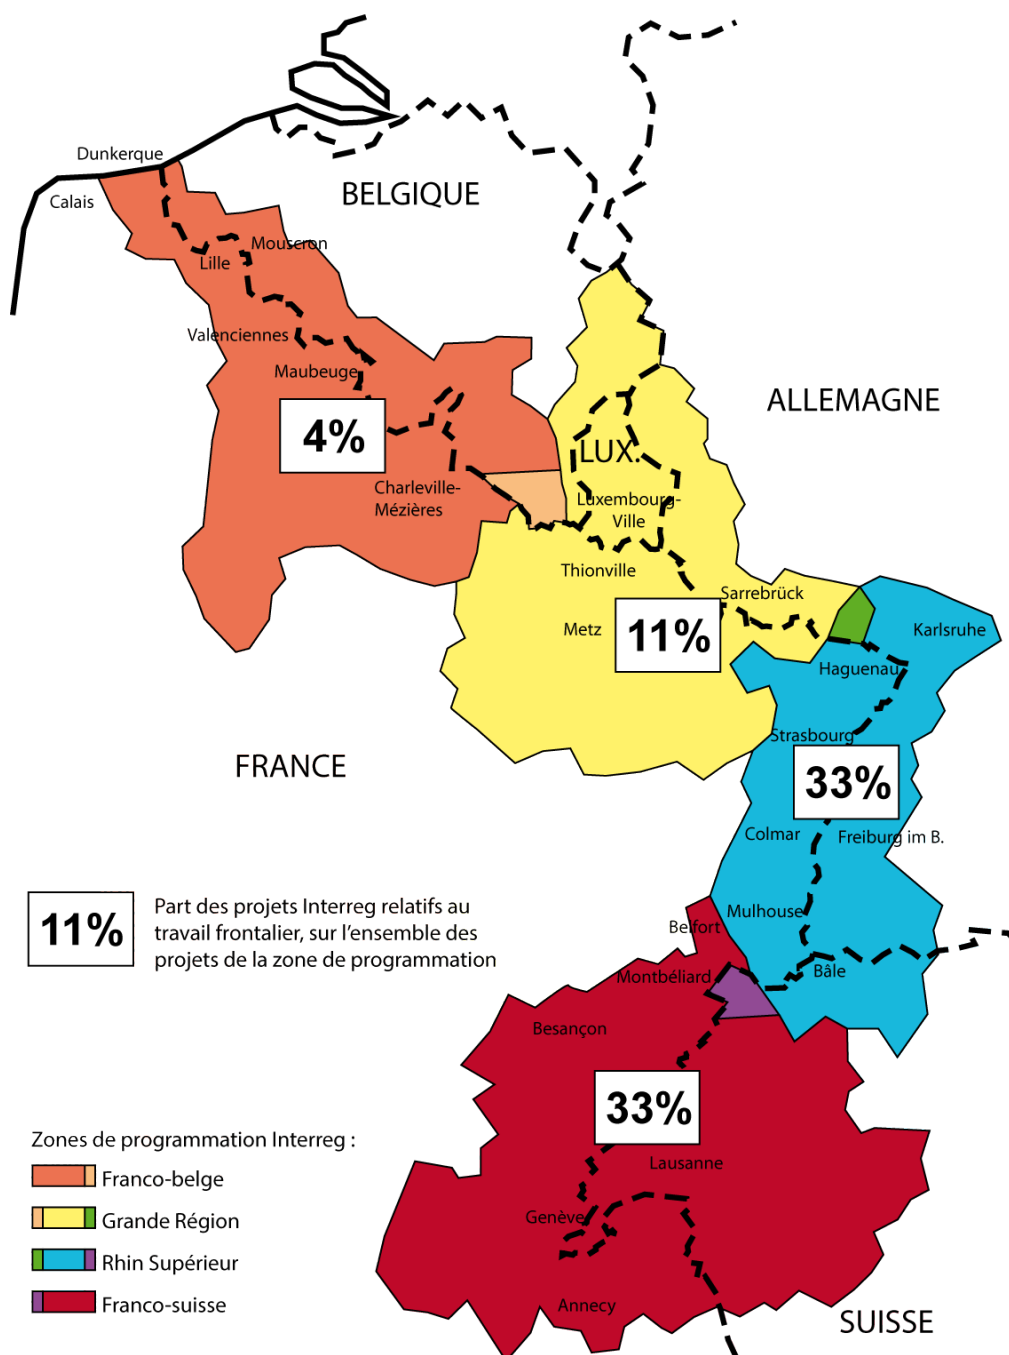 Dunkerque
Calais
BELGIQUE
Mouscron
Lille
Valenciennes
Maubeuge
ALLEMAGNE
4%
LUX.
Charleville-
Mézières
Luxembourg-
Ville
Thionville
Sarrebrück
Metz
11%
Karlsruhe
Haguenau
Strasbourg
FRANCE
33%
Colmar
Freiburg im B.
11%
Part des projets Interreg relatifs au
travail frontalier, sur l'ensemble des
projets de la zone de programmation
Mulhouse
Belfort
Montbéliard
Bâle
Besançon
33%
Zones de programmation Interreg :
Franco-belge
Grande Région
Rhin Supérieur
Franco-suisse
Lausanne
Genève
Annecy
SUISSE